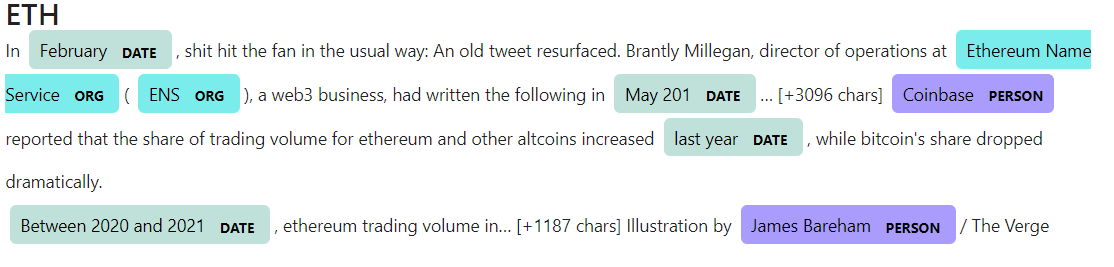 ETH
In February DATE , shit hit the fan in the usual way: An old tweet resurfaced. Brantly Millegan, director of operations at Ethereum Name
Service ORG ( ENS ORG ), a web3 business, had written the following in May 201 DATE … [+3096 chars] Coinbase PERSON
reported that the share of trading volume for ethereum and other altcoins increased last year DATE , while bitcoin's share dropped
dramatically.
Between 2020 and 2021 DATE , ethereum trading volume in… [+1187 chars] Illustration by James Bareham PERSON / The Verge